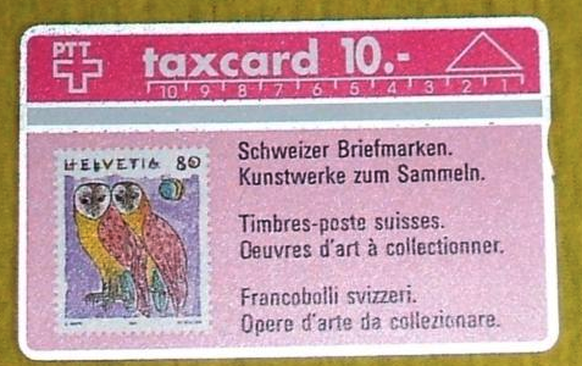 PTT
taxcard 10.-
10 9 8 7 6 5 4 3 2 1
HELVETIA 80
Schweizer Briefmarken.
Kunstwerke zum Sammeln.
Timbres-poste suisses.
Oeuvres d'art à collectionner.
Francobolli svizzeri.
Opere d'arte da collezionare.